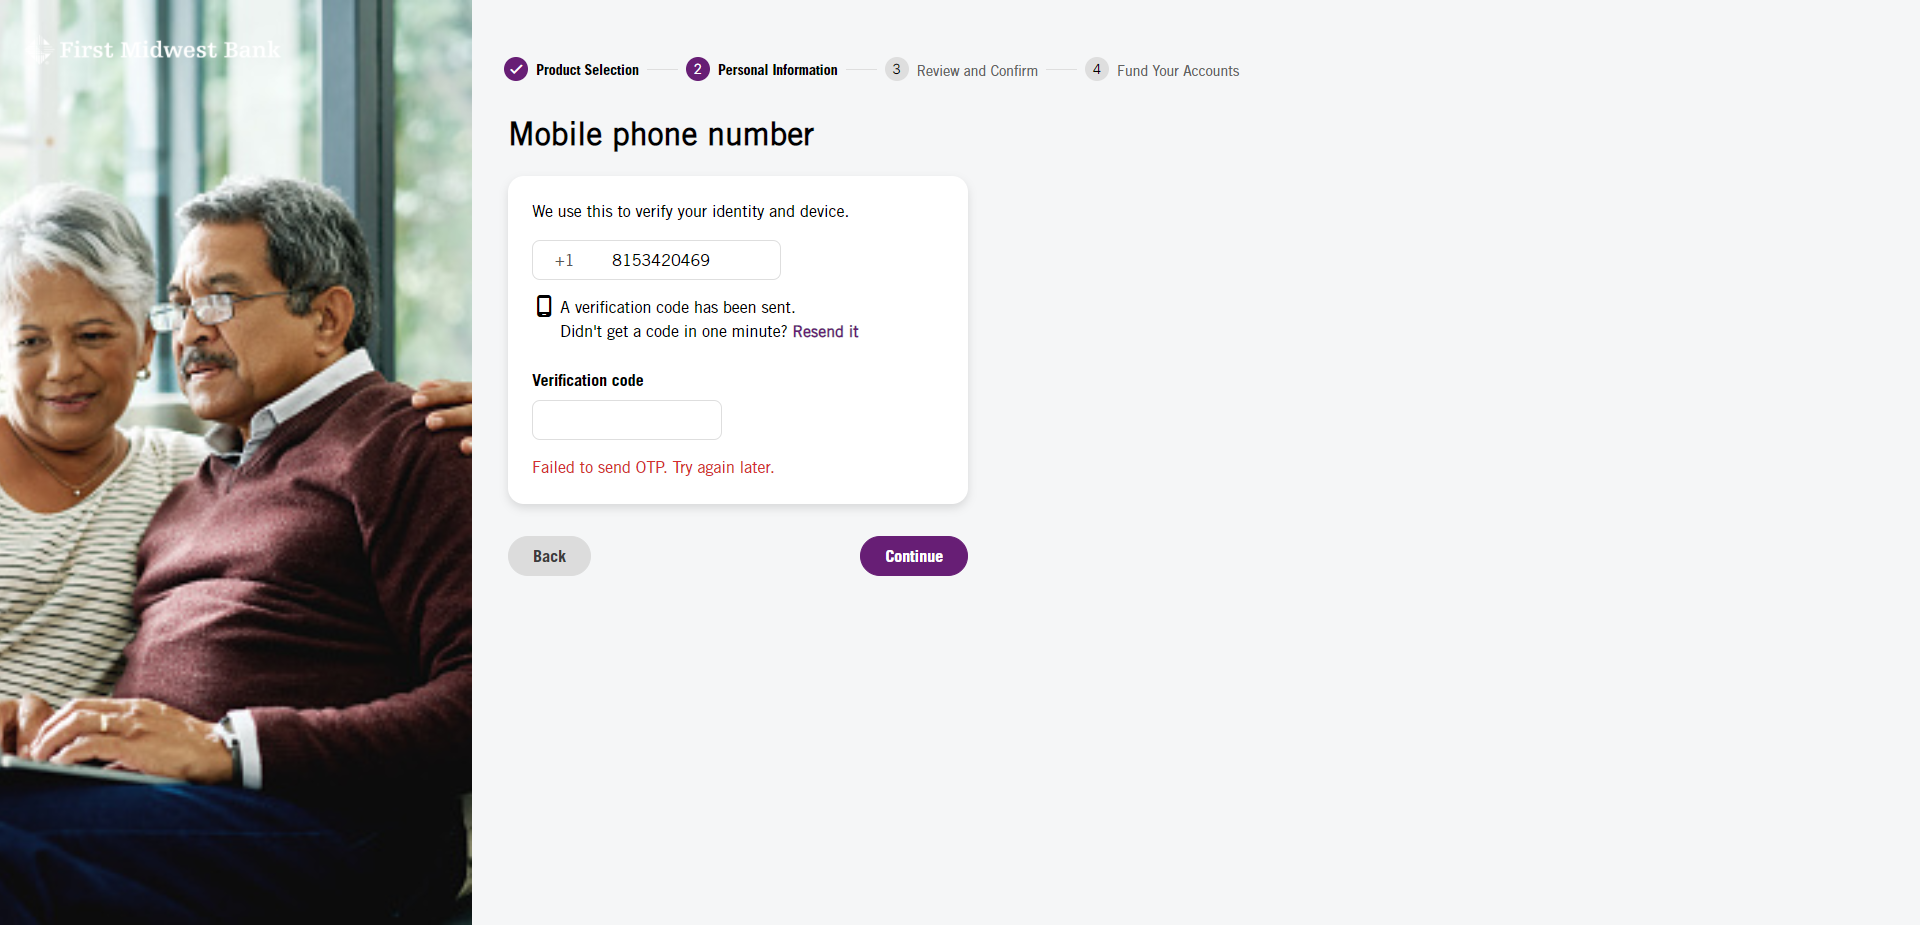 First Midwest Bank
Product Selection
2 Personal Information
3 Review and Confirm
4 Fund Your Accounts
Mobile phone number
We use this to verify your identity and device.
+1 8153420469
A verification code has been sent.
Didn't get a code in one minute? Resend it
Verification code
Failed to send OTP. Try again later.
Back
Continue